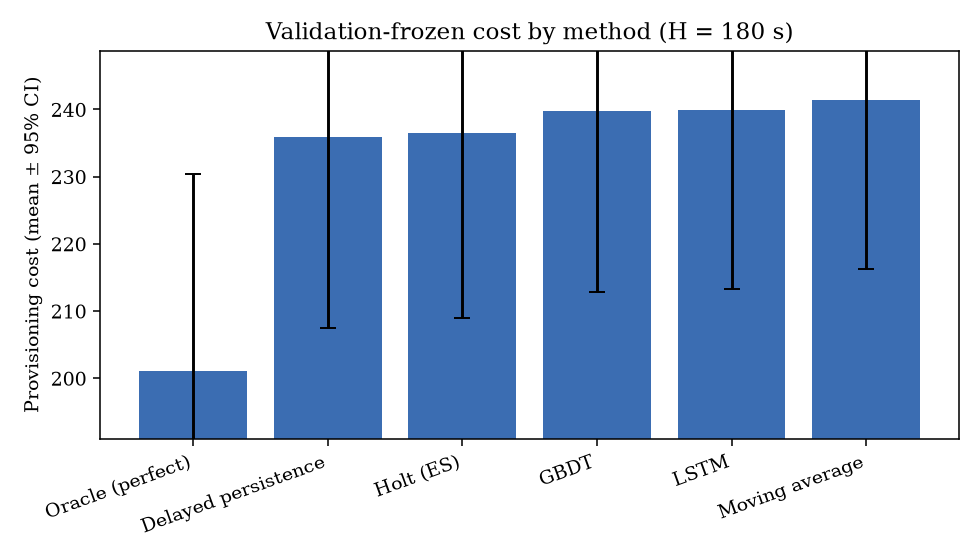 Validation-frozen cost by method (H = 180 s)
Provisioning cost (mean ± 95% CI)
240
230
220
210
200
Oracle (perfect)
Delayed persistence
Holt (ES)
GBDT
LSTM
Moving average